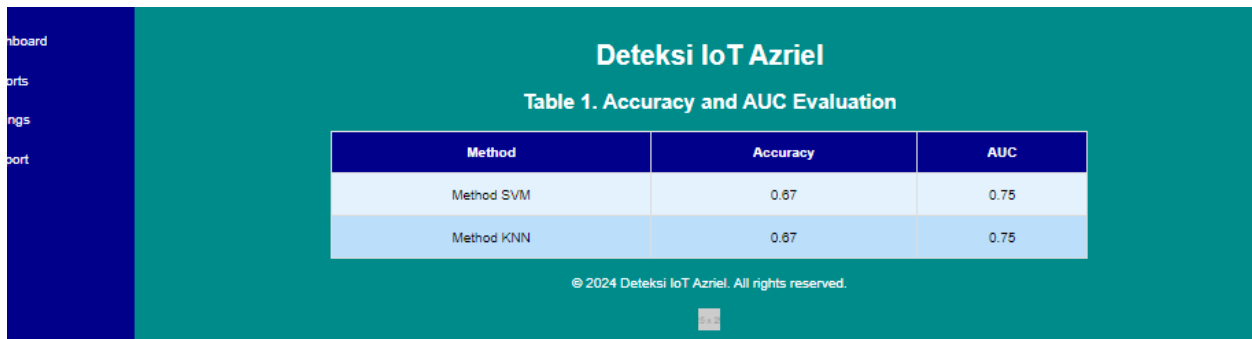 nboard
orts
ngs
port
Deteksi IoT Azriel
Table 1. Accuracy and AUC Evaluation
Method Accuracy AUC
Method SVM 0.67 0.75
Method KNN 0.67 0.75
© 2024 Deteksi IoT Azriel. All rights reserved.